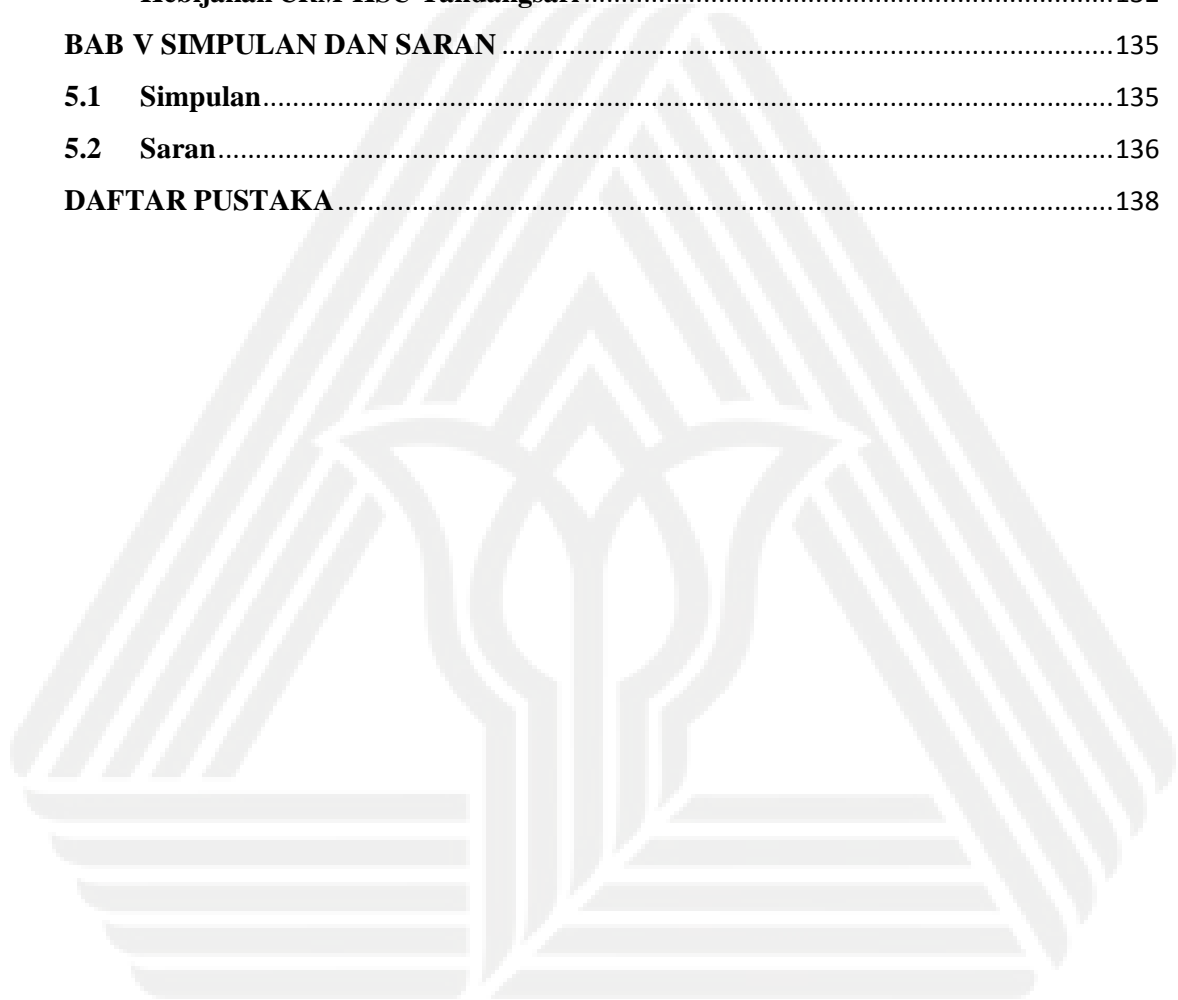 BAB V SIMPULAN DAN SARAN........................................................................135
5.1 Simpulan........................................................................135
5.2 Saran........................................................................136
DAFTAR PUSTAKA........................................................................138